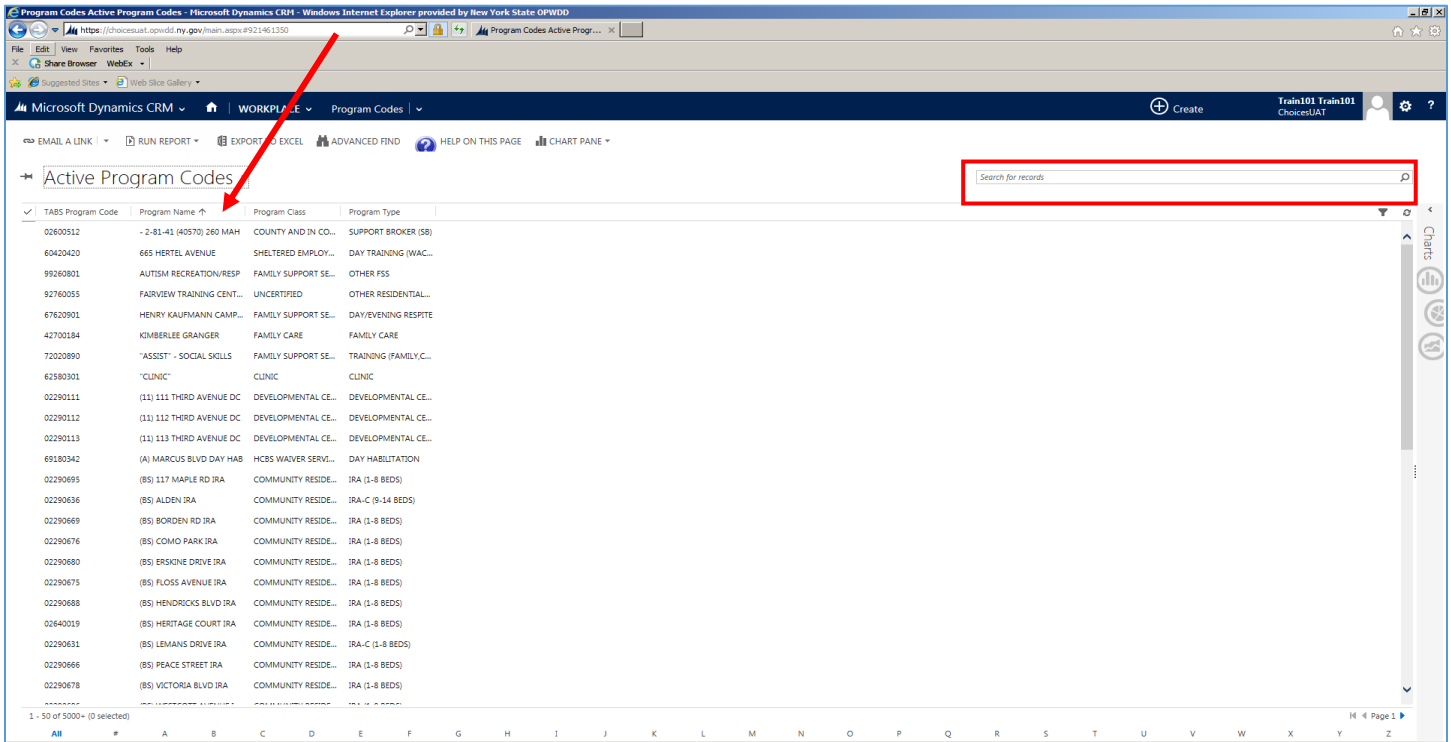 Program Codes Active Program Codes - Microsoft Dynamics CRM - Windows Internet Explorer provided by New York State OPWDD
https://choicesuat.opwdd.ny.gov/main.aspx#921461350 Program Codes Active Progr...
File Edit View Favorites Tools Help
Share Browser WebEx
Suggested Sites Web Slice Gallery
Microsoft Dynamics CRM WORKPLACE Program Codes Create Train101 Train101
ChoicesUAT
EMAIL A LINK RUN REPORT EXPORT TO EXCEL ADVANCED FIND HELP ON THIS PAGE CHART PANE
Active Program Codes Search for records
TABS Program Code Program Name ↑ Program Class Program Type
Charts
02600512 - 2-81-41 (40570) 260 MAH COUNTY AND IN CO... SUPPORT BROKER (SB)
60420420 665 HERTEL AVENUE SHELTERED EMPLOY... DAY TRAINING (WAC...
99260801 AUTISM RECREATION/RESP FAMILY SUPPORT SE... OTHER FSS
92760055 FAIRVIEW TRAINING CENT... UNCERTIFIED OTHER RESIDENTIAL...
67620901 HENRY KAUFMANN CAMP... FAMILY SUPPORT SE... DAY/EVENING RESPITE
42700184 KIMBERLEE GRANGER FAMILY CARE FAMILY CARE
72020890 "ASSIST" - SOCIAL SKILLS FAMILY SUPPORT SE... TRAINING (FAMILY,C...
62580301 "CLINIC" CLINIC CLINIC
02290111 (11) 111 THIRD AVENUE DC DEVELOPMENTAL CE... DEVELOPMENTAL CE...
02290112 (11) 112 THIRD AVENUE DC DEVELOPMENTAL CE... DEVELOPMENTAL CE...
02290113 (11) 113 THIRD AVENUE DC DEVELOPMENTAL CE... DEVELOPMENTAL CE...
69180342 (A) MARCUS BLVD DAY HAB HCBS WAIVER SERVI... DAY HABILITATION
02290695 (BS) 117 MAPLE RD IRA COMMUNITY RESIDE... IRA (1-8 BEDS)
02290636 (BS) ALDEN IRA COMMUNITY RESIDE... IRA-C (9-14 BEDS)
02290669 (BS) BORDEN RD IRA COMMUNITY RESIDE... IRA (1-8 BEDS)
02290676 (BS) COMO PARK IRA COMMUNITY RESIDE... IRA (1-8 BEDS)
02290680 (BS) ERSKINE DRIVE IRA COMMUNITY RESIDE... IRA (1-8 BEDS)
02290675 (BS) FLOSS AVENUE IRA COMMUNITY RESIDE... IRA (1-8 BEDS)
02290688 (BS) HENDRICKS BLVD IRA COMMUNITY RESIDE... IRA (1-8 BEDS)
02640019 (BS) HERITAGE COURT IRA COMMUNITY RESIDE... IRA (1-8 BEDS)
02290631 (BS) LEMANS DRIVE IRA COMMUNITY RESIDE... IRA-C (1-8 BEDS)
02290666 (BS) PEACE STREET IRA COMMUNITY RESIDE... IRA (1-8 BEDS)
02290678 (BS) VICTORIA BLVD IRA COMMUNITY RESIDE... IRA (1-8 BEDS)
1 - 50 of 5000+ (0 selected) Page 1
All # A B C D E F G H I J K L M N O P Q R S T U V W X Y Z